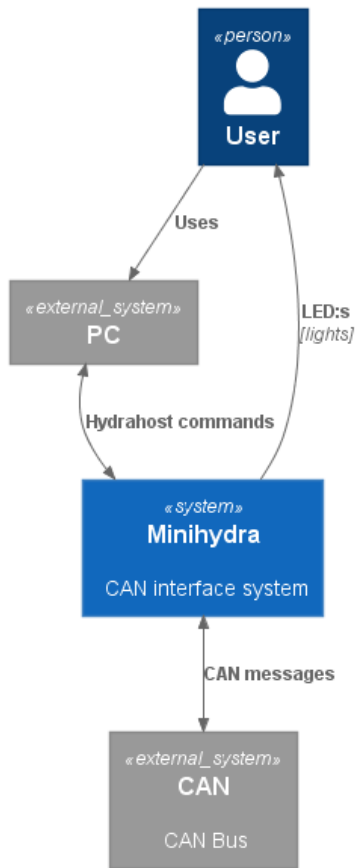 «person»
User
Uses
«external_system»
PC
LED:s
[lights]
Hydrahost commands
«system»
Minihydra
CAN interface system
CAN messages
«external_system»
CAN
CAN Bus